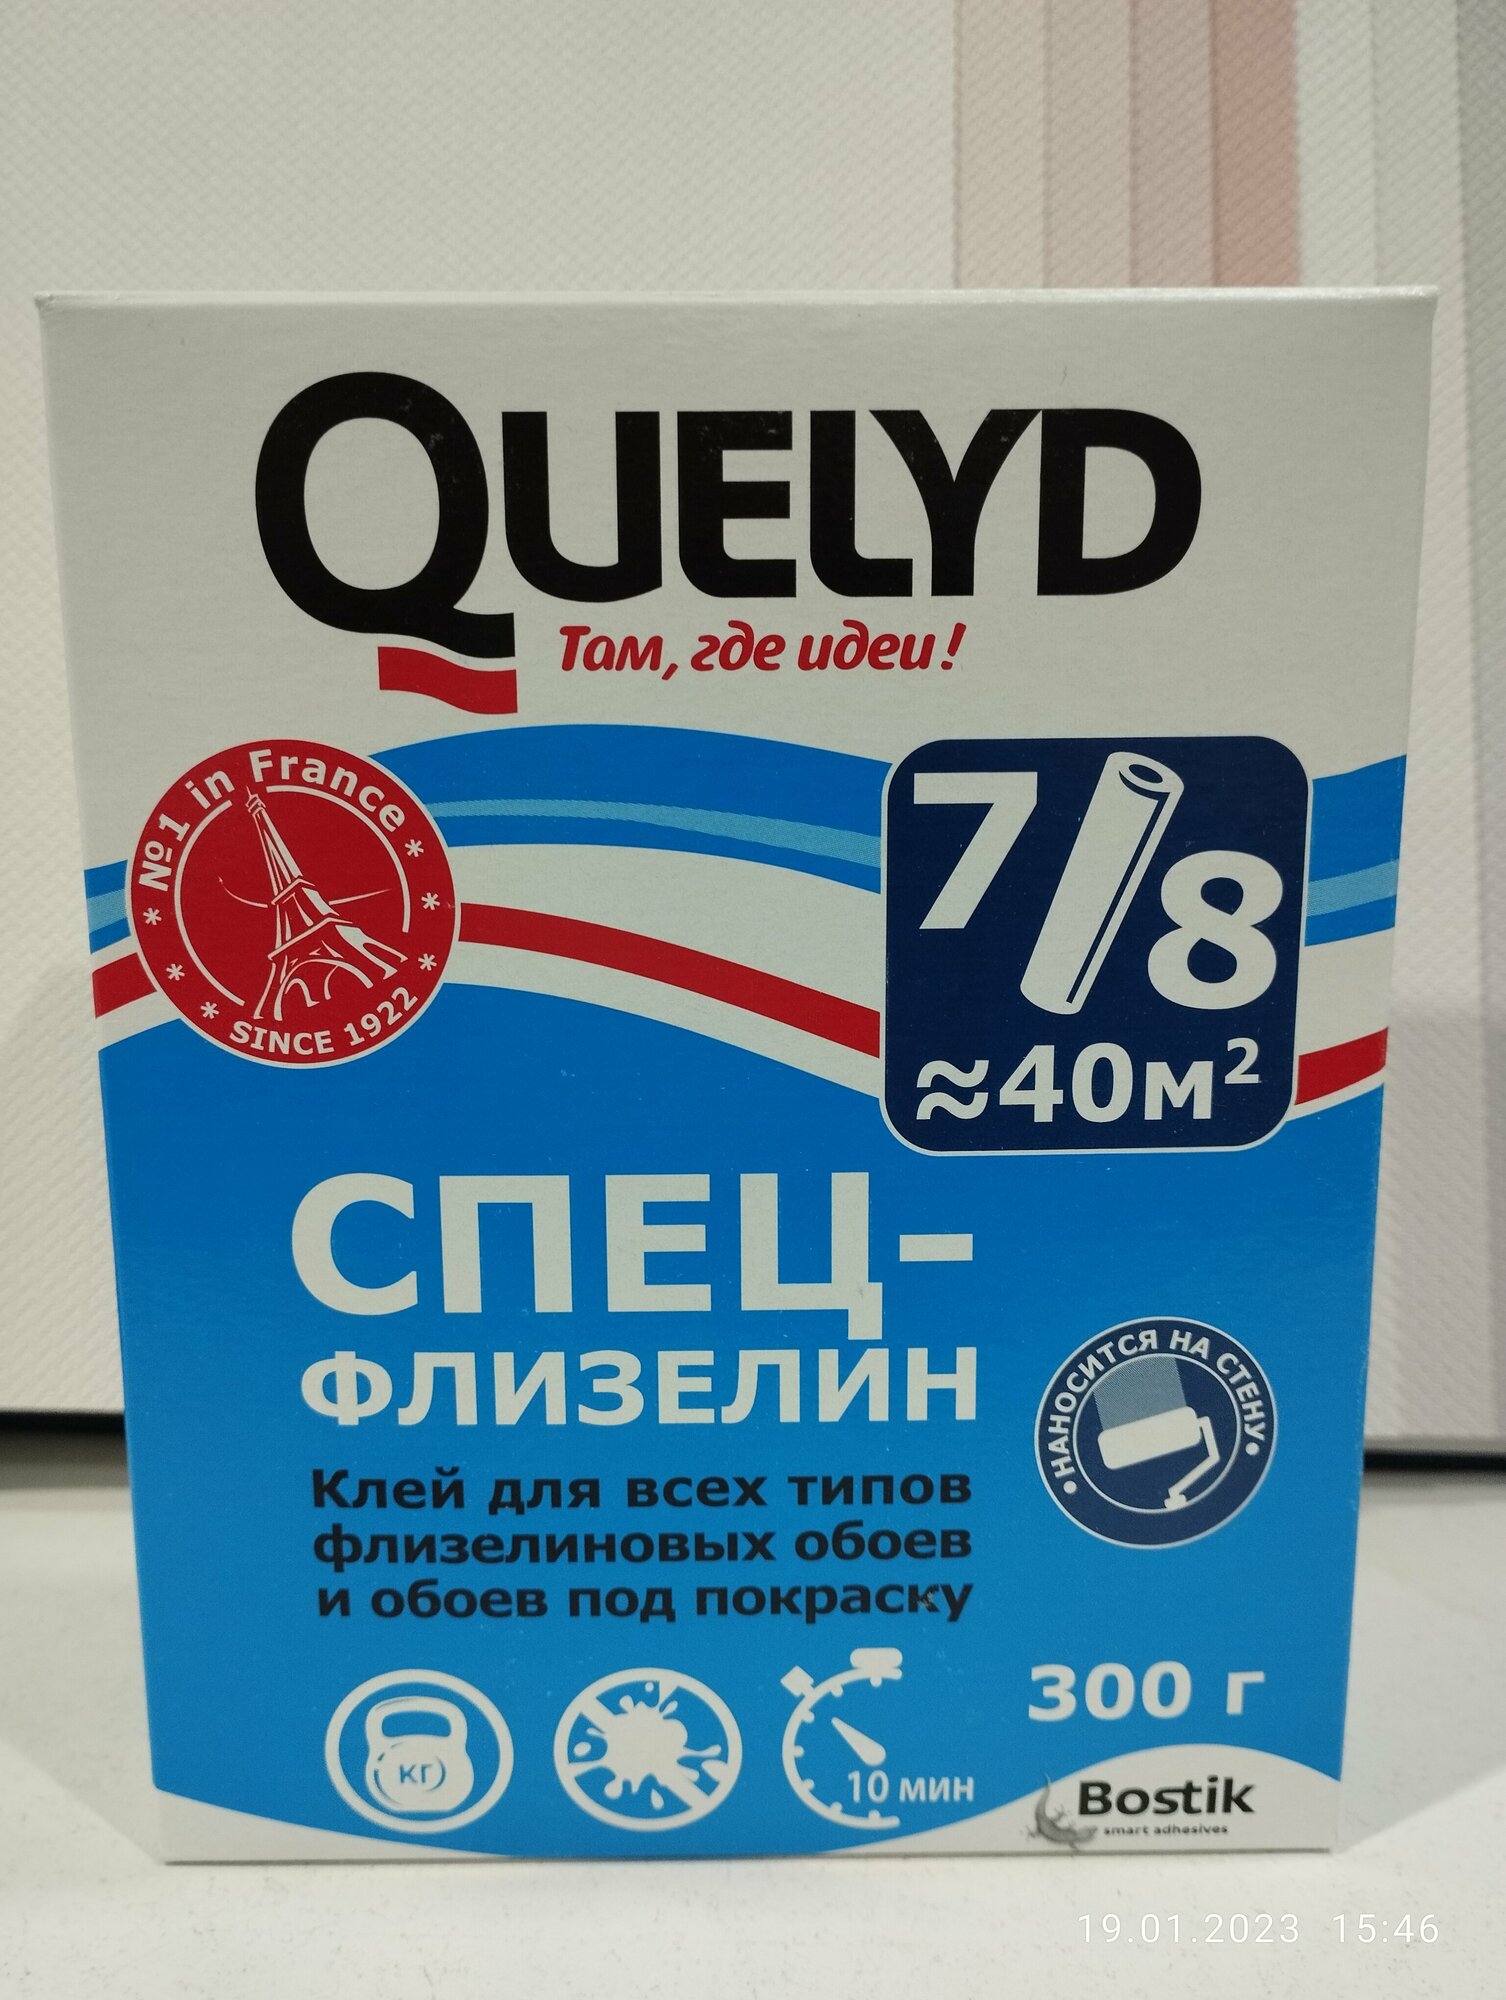 QUELYD
Там, где идеи!
№1 in France
SINCE 1922
7/8
≈40м²
СПЕЦ-
ФЛИЗЕЛИН
НАНОСИТСЯ НА СТЕНУ
Клей для всех типов
флизелиновых обоев
и обоев под покраску
300 г
кг
10 мин
Bostik
smart adhesives
19.01.2023 15:46